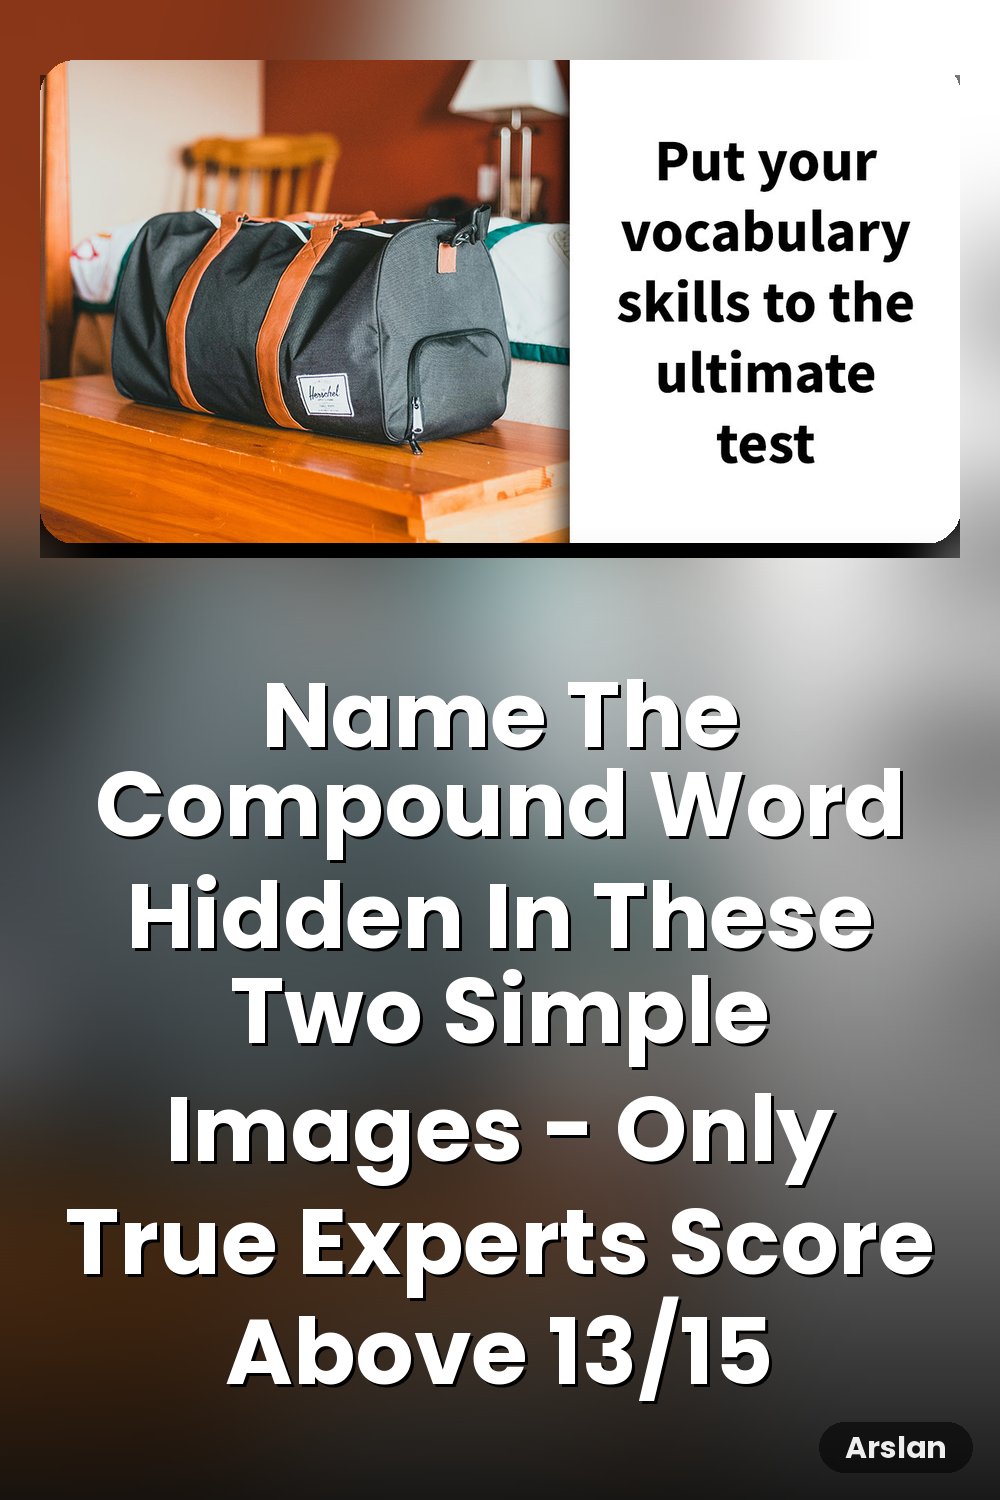 Put your
vocabulary
skills to the
ultimate
test
Herschel
Name The
Compound Word
Hidden In These
Two Simple
Images - Only
True Experts Score
Above 13/15
Arslan